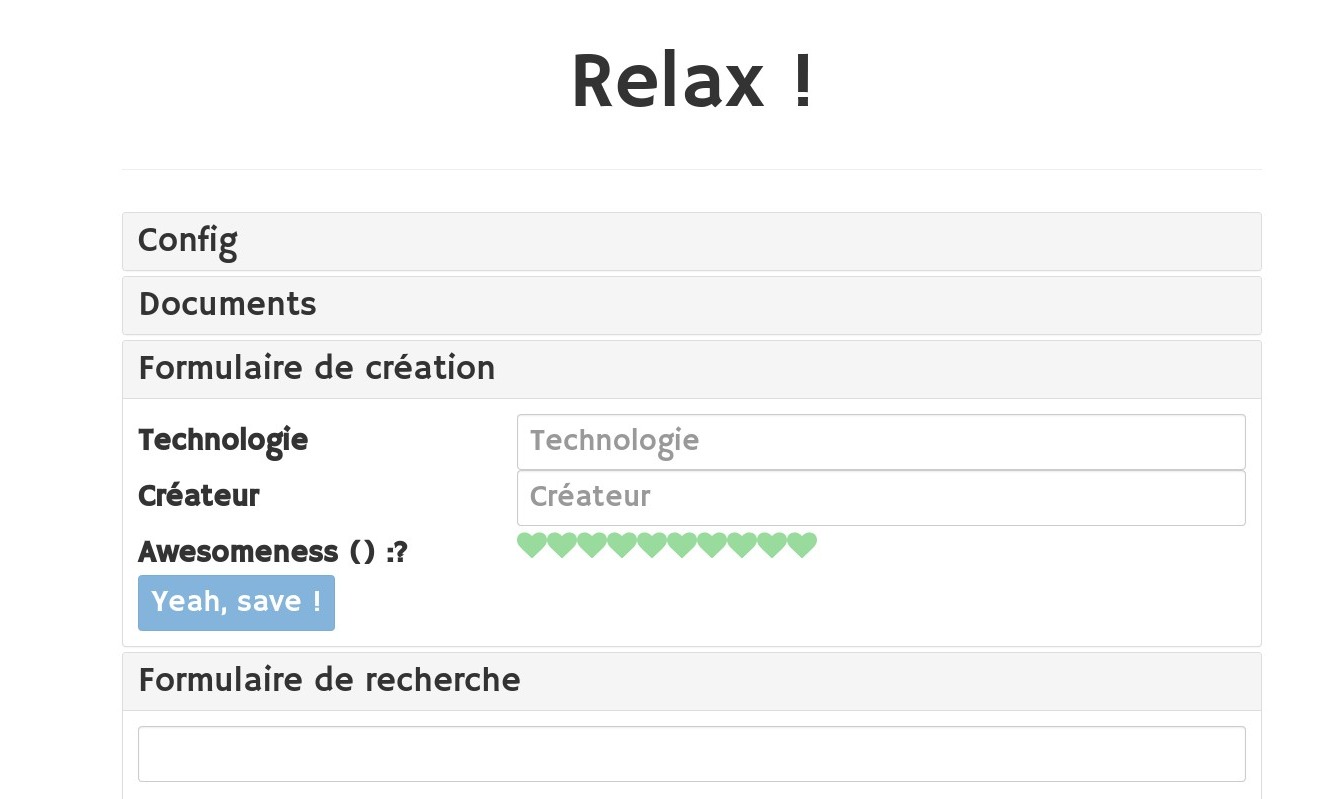 Relax !
Config
Documents
Formulaire de création
Technologie Technologie
Créateur Créateur
Awesomeness () :?
Yeah, save !
Formulaire de recherche